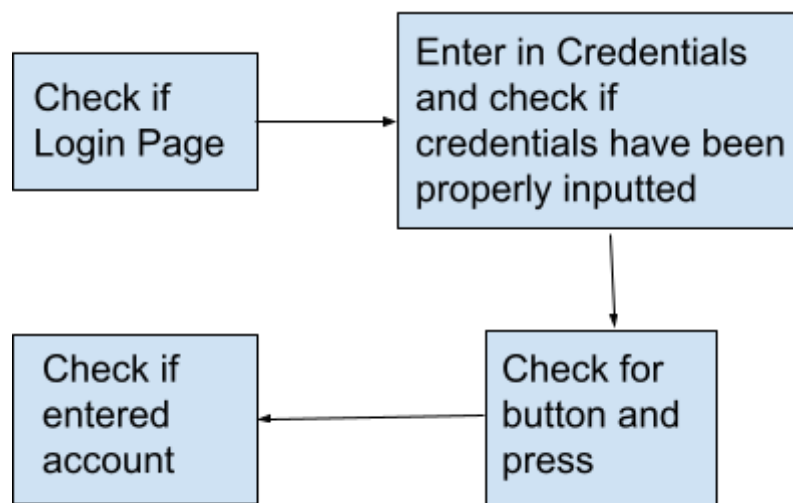 Check if
Login Page
Enter in Credentials
and check if
credentials have been
properly inputted
Check for
button and
press
Check if
entered
account